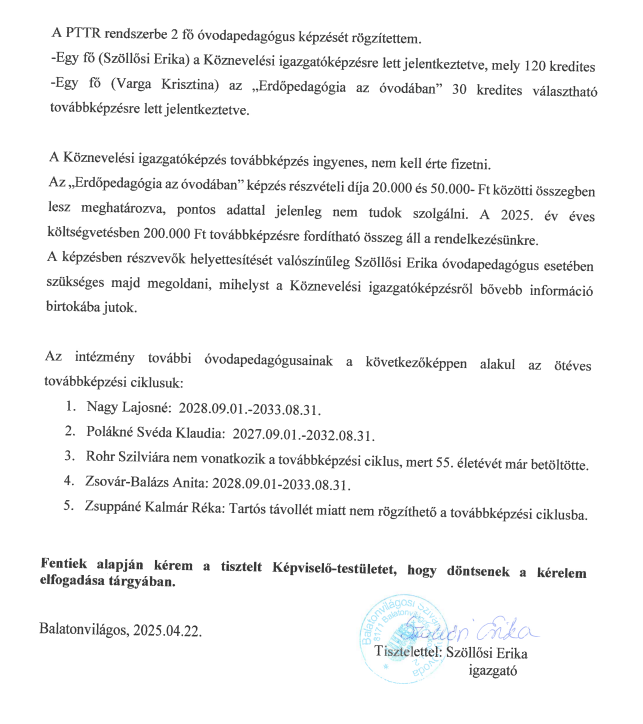 A PTTR rendszerbe 2 fő óvodapedagógus képzését rögzítettem.
-Egy fő (Szöllősi Erika) a Köznevelési igazgatóképzésre lett jelentkeztetve, mely 120 kredites
-Egy fő (Varga Krisztina) az „Erdőpedagógia az óvodában” 30 kredites választható
továbbképzésre lett jelentkeztetve.
A Köznevelési igazgatóképzés továbbképzés ingyenes, nem kell érte fizetni.
Az „Erdőpedagógia az óvodában” képzés részvételi díja 20.000 és 50.000- Ft közötti összegben
lesz meghatározva, pontos adattal jelenleg nem tudok szolgálni. A 2025. év éves
költségvetésben 200.000 Ft továbbképzésre fordítható összeg áll a rendelkezésünkre.
A képzésben részvevők helyettesítését valószínűleg Szöllősi Erika óvodapedagógus esetében
szükséges majd megoldani, mihelyst a Köznevelési igazgatóképzésről bővebb információ
birtokába jutok.
Az intézmény további óvodapedagógusainak a következőképpen alakul az ötéves
továbbképzési ciklusuk:
1. Nagy Lajosné: 2028.09.01.-2033.08.31.
2. Polákné Svéda Klaudia: 2027.09.01.-2032.08.31.
3. Rohr Szilviára nem vonatkozik a továbbképzési ciklus, mert 55. életévét már betöltötte.
4. Zsovár-Balázs Anita: 2028.09.01-2033.08.31.
5. Zsuppáné Kalmár Réka: Tartós távollét miatt nem rögzíthető a továbbképzési ciklusba.
Fentiek alapján kérem a tisztelt Képviselő-testületet, hogy döntsenek a kérelem
elfogadása tárgyában.
Balatonvilágos, 2025.04.22.
Balatonvilágosi
8171
Szöllősi Erika
Tisztelettel: Szöllősi Erika
igazgató